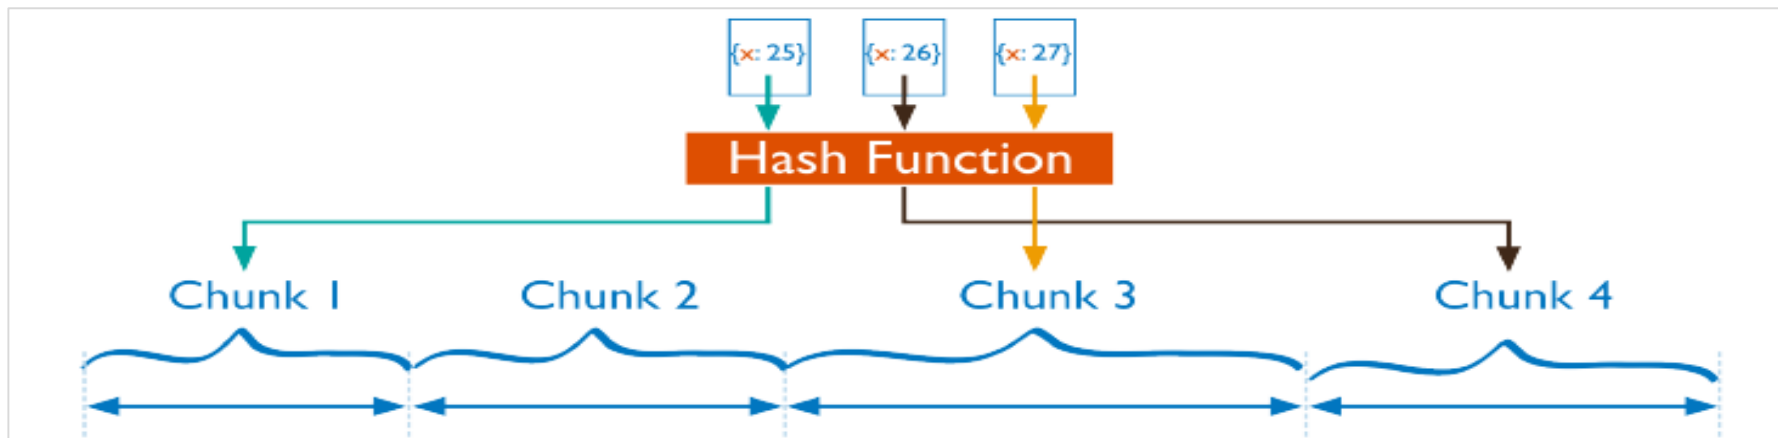 {x: 25} {x: 26} {x: 27}
Hash Function
Chunk 1 Chunk 2 Chunk 3 Chunk 4